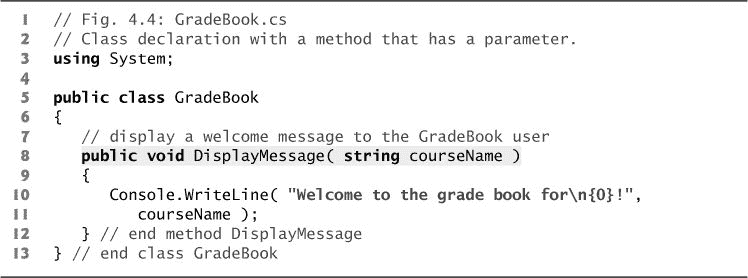 1 // Fig. 4.4: GradeBook.cs
2 // Class declaration with a method that has a parameter.
3 using System;
4
5 public class GradeBook
6 {
7 // display a welcome message to the GradeBook user
8 public void DisplayMessage( string courseName )
9 {
10 Console.WriteLine( "Welcome to the grade book for\n{0}!",
11 courseName );
12 } // end method DisplayMessage
13 } // end class GradeBook